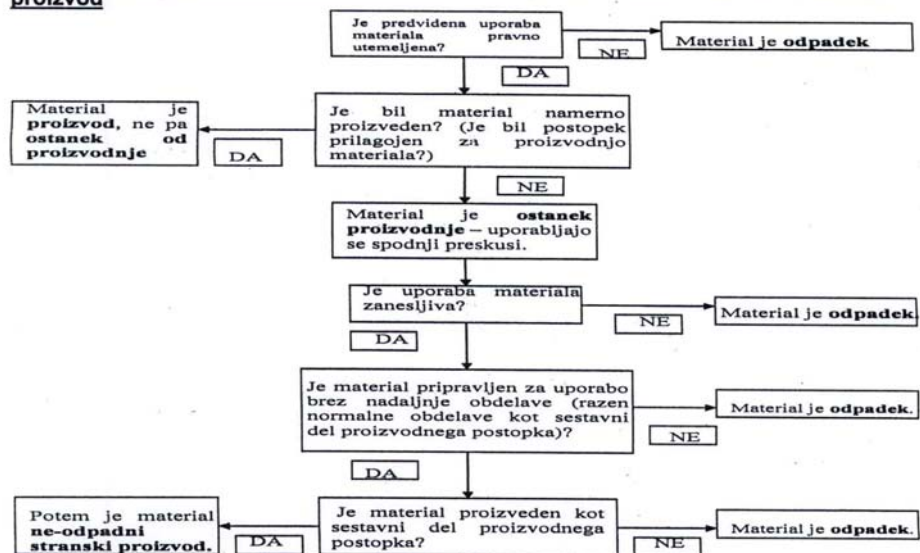 proizvod
Je predvidena uporaba
materiala pravno
utemeljena?
NE
Material je odpadek
DA
Material je
proizvod, ne pa
ostanek od
proizvodnje
DA
Je bil material namerno
proizveden? (Je bil postopek
prilagojen za proizvodnjo
materiala?)
NE
Material je ostanek
proizvodnje – uporabljajo
se spodnji preskusi.
Je uporaba materiala
zanesljiva?
NE
Material je odpadek.
DA
Je material pripravljen za uporabo
brez nadaljnje obdelave (razen
normalne obdelave kot sestavni
del proizvodnega postopka)?
NE
Material je odpadek.
DA
Potem je material
ne-odpadni
stranski proizvod.
DA
Je material proizveden kot
sestavni del proizvodnega
postopka?
NE
Material je odpadek.